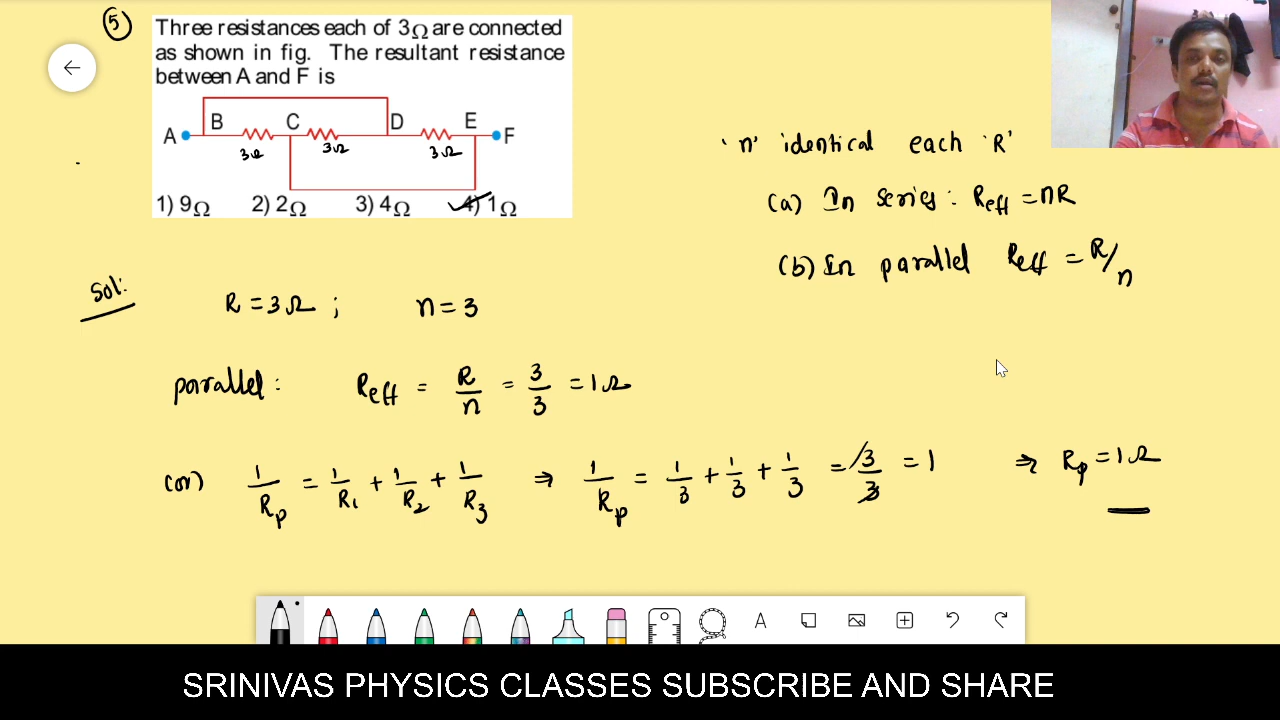 5
Three resistances each of 3Ω are connected
as shown in fig. The resultant resistance
between A and F is
A B C D E F
3Ω 3Ω 3Ω
1) 9Ω 2) 2Ω 3) 4Ω 4) 1Ω
'n' identical each 'R'
(a) In series : Reff = nR
(b) In parallel Reff = R/n
Sol:
R = 3Ω ; n = 3
parallel : Reff = R/n = 3/3 = 1Ω
(or) 1/Rp = 1/R1 + 1/R2 + 1/R3 ⇒ 1/Rp = 1/3 + 1/3 + 1/3 = 3/3 = 1 ⇒ Rp = 1Ω
A
SRINIVAS PHYSICS CLASSES SUBSCRIBE AND SHARE